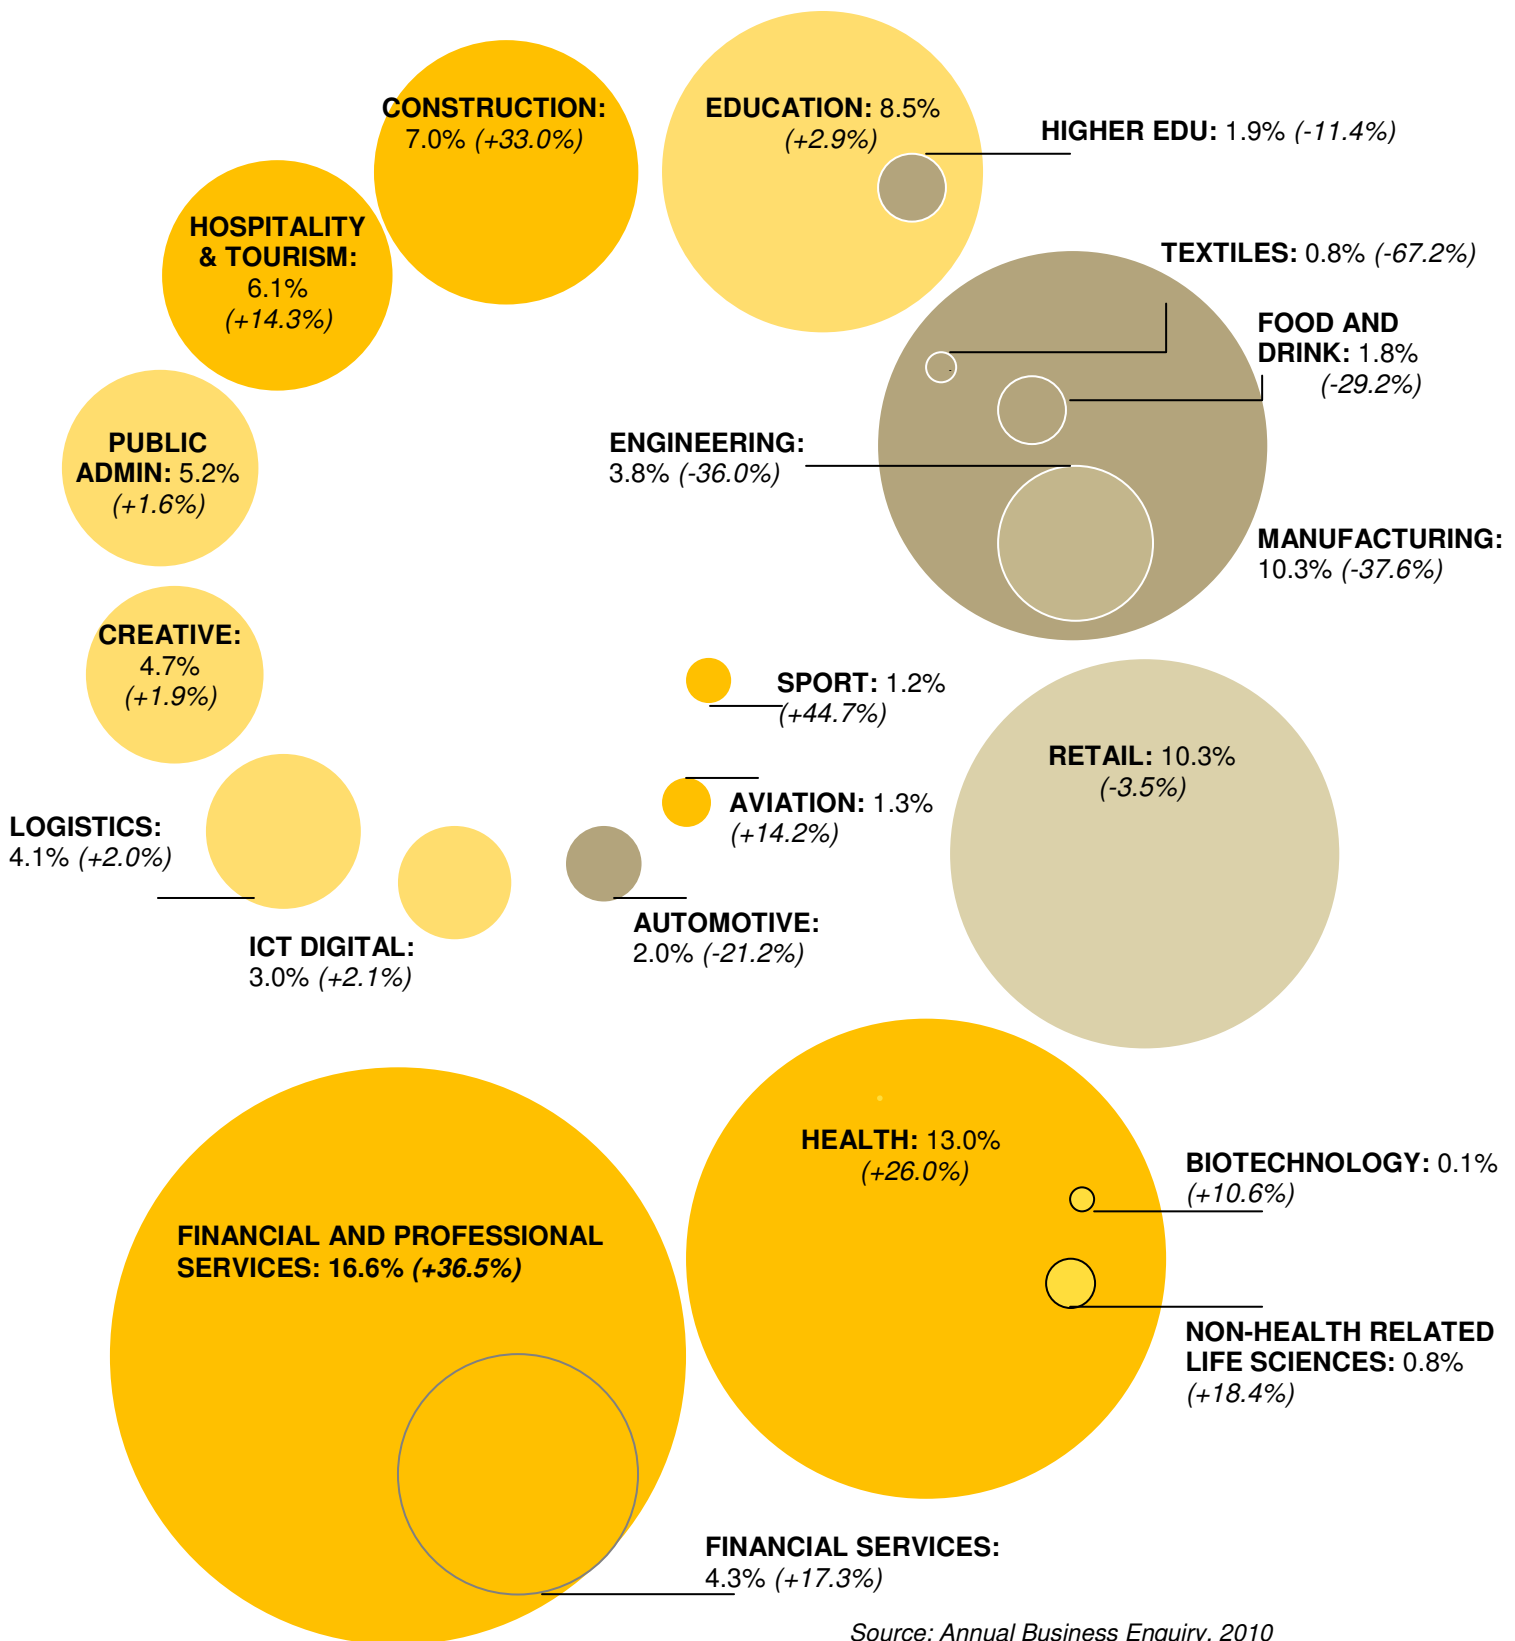 CONSTRUCTION:
7.0% (+33.0%)
EDUCATION: 8.5%
(+2.9%)
HIGHER EDU: 1.9% (-11.4%)
HOSPITALITY
& TOURISM:
6.1%
(+14.3%)
TEXTILES: 0.8% (-67.2%)
FOOD AND
DRINK: 1.8%
(-29.2%)
PUBLIC
ADMIN: 5.2%
(+1.6%)
ENGINEERING:
3.8% (-36.0%)
MANUFACTURING:
10.3% (-37.6%)
CREATIVE:
4.7%
(+1.9%)
SPORT: 1.2%
(+44.7%)
RETAIL: 10.3%
(-3.5%)
AVIATION: 1.3%
(+14.2%)
LOGISTICS:
4.1% (+2.0%)
AUTOMOTIVE:
2.0% (-21.2%)
ICT DIGITAL:
3.0% (+2.1%)
HEALTH: 13.0%
(+26.0%)
BIOTECHNOLOGY: 0.1%
(+10.6%)
FINANCIAL AND PROFESSIONAL
SERVICES: 16.6% (+36.5%)
NON-HEALTH RELATED
LIFE SCIENCES: 0.8%
(+18.4%)
FINANCIAL SERVICES:
4.3% (+17.3%)
Source: Annual Business Enquiry, 2010